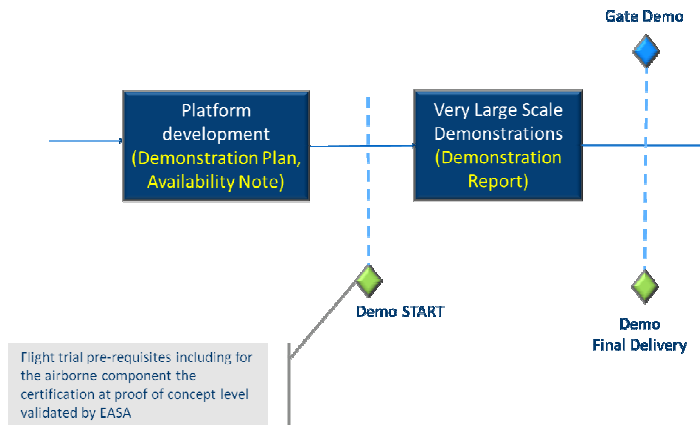 Gate Demo
Platform
development
(Demonstration Plan,
Availability Note)
Very Large Scale
Demonstrations
(Demonstration
Report)
Demo START
Demo
Final Delivery
Flight trial pre-requisites including for
the airborne component the
certification at proof of concept level
validated by EASA